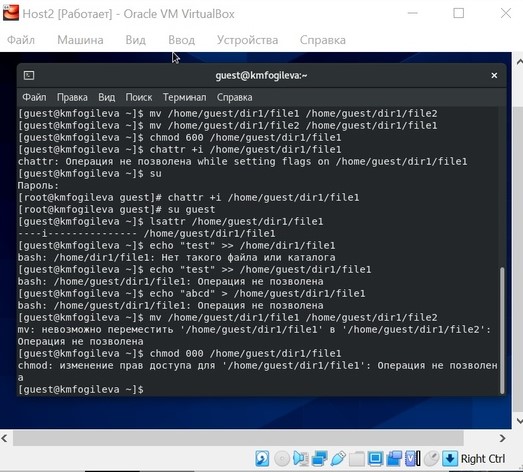 Host2 [Работает] - Oracle VM VirtualBox
Файл Машина Вид Ввод Устройства Справка
guest@kmfogileva:~
Файл Правка Вид Поиск Терминал Справка
[guest@kmfogileva ~]$ mv /home/guest/dir1/file1 /home/guest/dir1/file2
[guest@kmfogileva ~]$ mv /home/guest/dir1/file2 /home/guest/dir1/file1
[guest@kmfogileva ~]$ chmod 600 /home/guest/dir1/file1
[guest@kmfogileva ~]$ chattr +i /home/guest/dir1/file1
chattr: Операция не позволена while setting flags on /home/guest/dir1/file1
[guest@kmfogileva ~]$ su
Пароль:
[root@kmfogileva guest]# chattr +i /home/guest/dir1/file1
[root@kmfogileva guest]# su guest
[guest@kmfogileva ~]$ lsattr /home/guest/dir1/file1
----i--------------- /home/guest/dir1/file1
[guest@kmfogileva ~]$ echo "test" >> /home/dir1/file1
bash: /home/dir1/file1: Нет такого файла или каталога
[guest@kmfogileva ~]$ echo "test" >> /home/guest/dir1/file1
bash: /home/guest/dir1/file1: Операция не позволена
[guest@kmfogileva ~]$ echo "abcd" > /home/guest/dir1/file1
bash: /home/guest/dir1/file1: Операция не позволена
[guest@kmfogileva ~]$ mv /home/guest/dir1/file1 /home/guest/dir1/file2
mv: невозможно переместить '/home/guest/dir1/file1' в '/home/guest/dir1/file2':
Операция не позволена
[guest@kmfogileva ~]$ chmod 000 /home/guest/dir1/file1
chmod: изменение прав доступа для '/home/guest/dir1/file1': Операция не позволен
а
[guest@kmfogileva ~]$
Right Ctrl